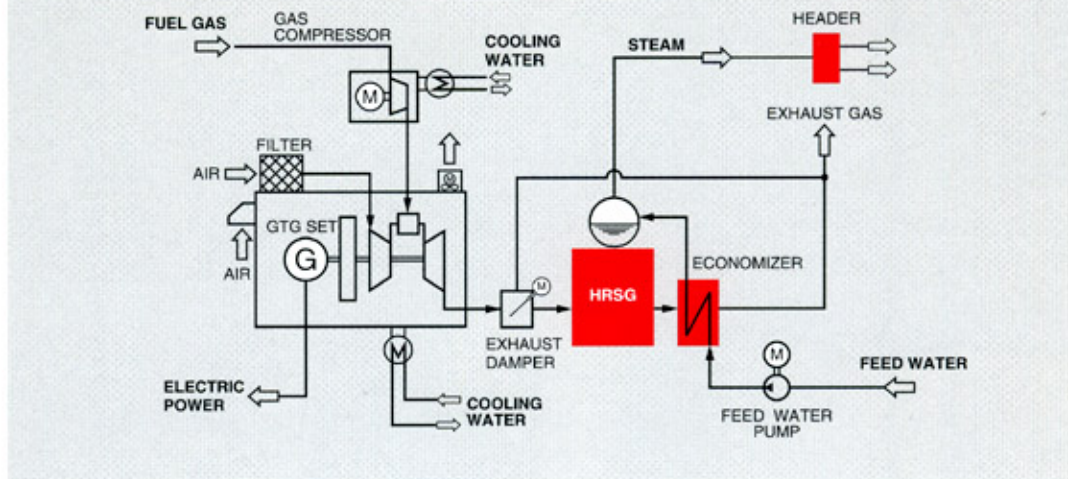 FUEL GAS
GAS
COMPRESSOR
COOLING
WATER
M
STEAM
HEADER
EXHAUST GAS
FILTER
AIR
GTG SET
G
AIR
M
HRSG
ECONOMIZER
EXHAUST
DAMPER
M
FEED WATER
FEED WATER
PUMP
ELECTRIC
POWER
COOLING
WATER